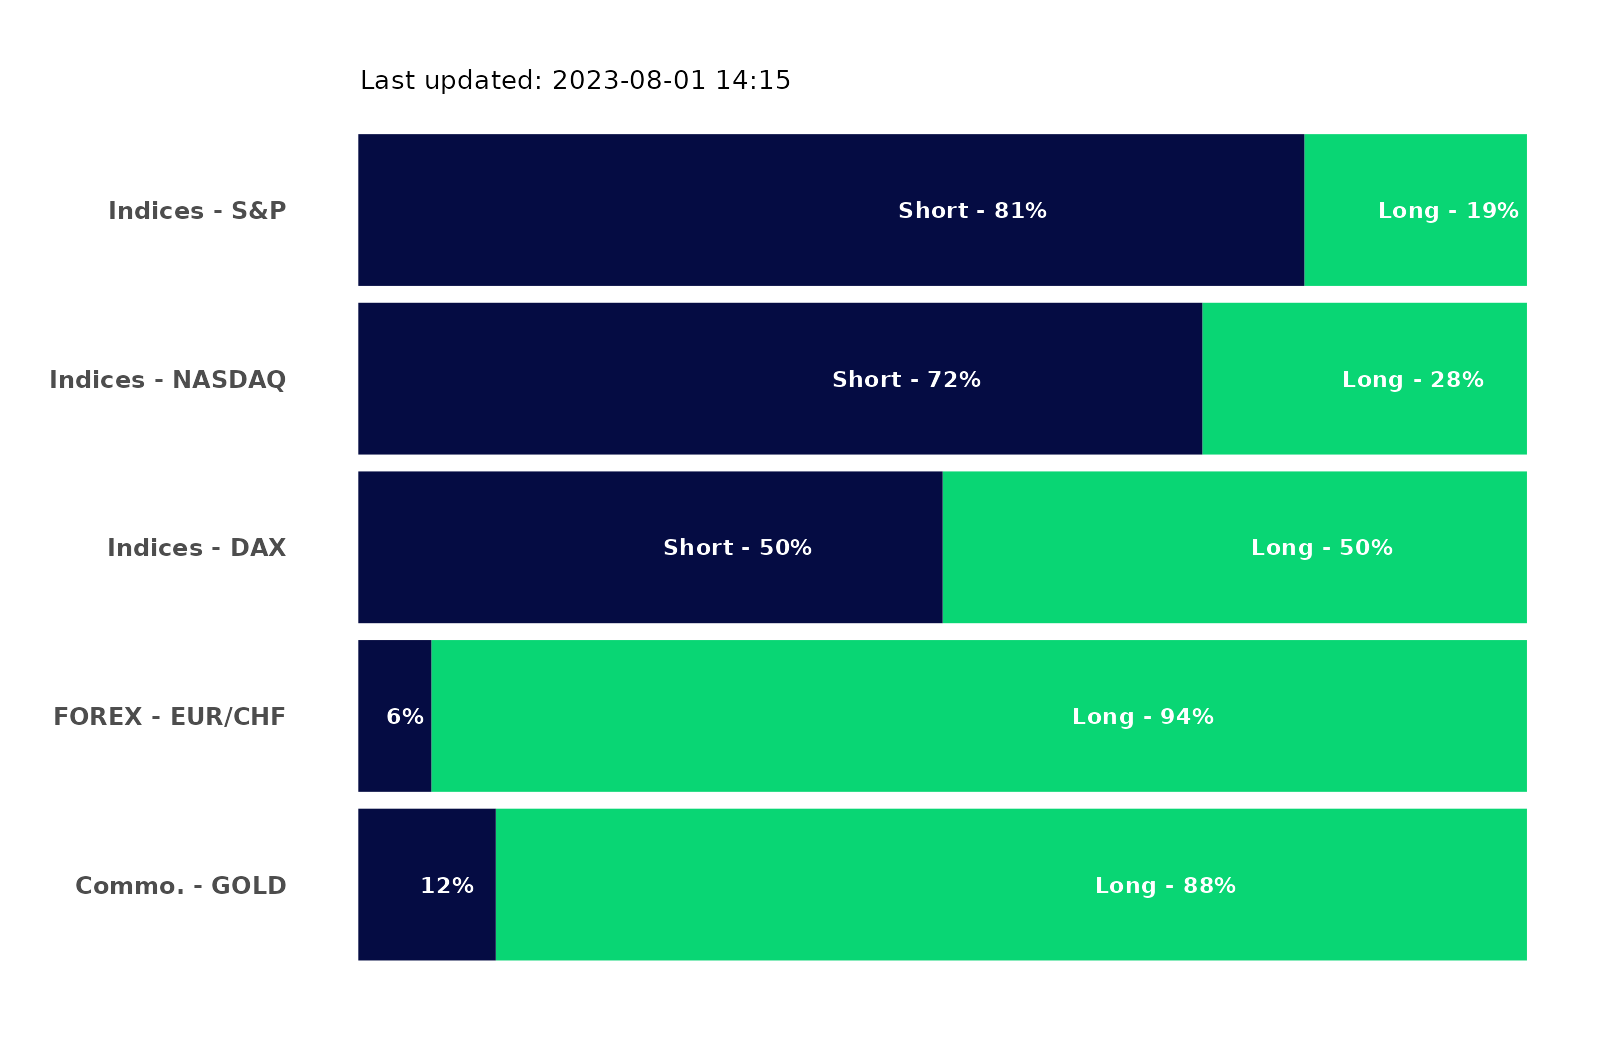 Last updated: 2023-08-01 14:15
Indices - S&P Short - 81% Long - 19%
Indices - NASDAQ Short - 72% Long - 28%
Indices - DAX Short - 50% Long - 50%
FOREX - EUR/CHF 6% Long - 94%
Commo. - GOLD 12% Long - 88%